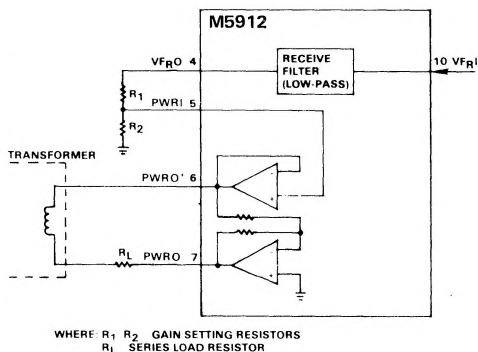 M5912
VFRO 4
RECEIVE
FILTER
(LOW-PASS)
10 VFRI
R1
PWRI 5
R2
TRANSFORMER
PWRO' 6
-
+
RL
PWRO 7
-
+
WHERE: R1 R2 GAIN SETTING RESISTORS
RL SERIES LOAD RESISTOR